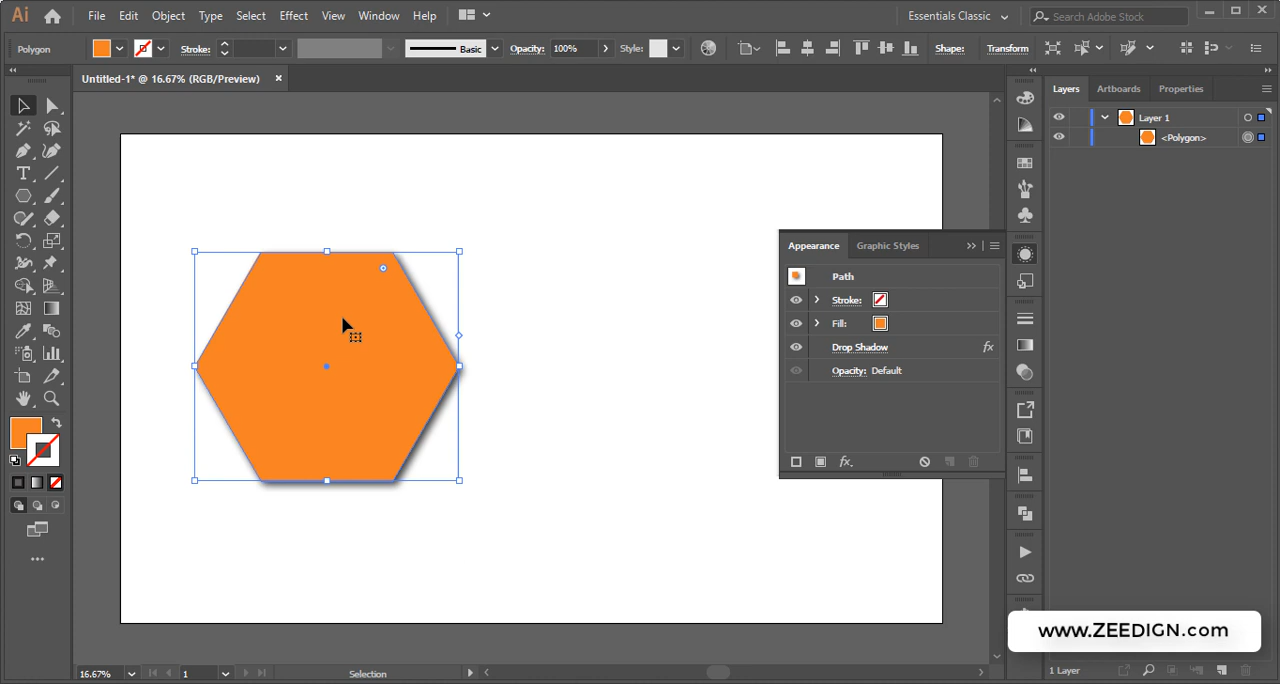 Ai File Edit Object Type Select Effect View Window Help Essentials Classic Search Adobe Stock
Polygon Stroke: Basic Opacity: 100% Style: Shape: Transform
Untitled-1* @ 16.67% (RGB/Preview)
Layers Artboards Properties
Layer 1
<Polygon>
Appearance Graphic Styles
Path
Stroke:
Fill:
Drop Shadow fx
Opacity: Default
fx.
www.ZEEDIGN.com
16.67% 1 Selection
1 Layer